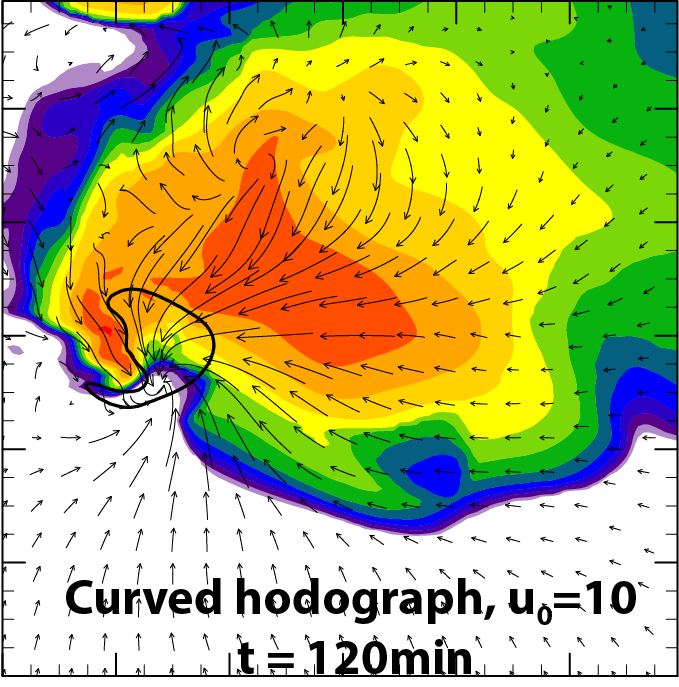 Curved hodograph, u₀=10
t = 120min